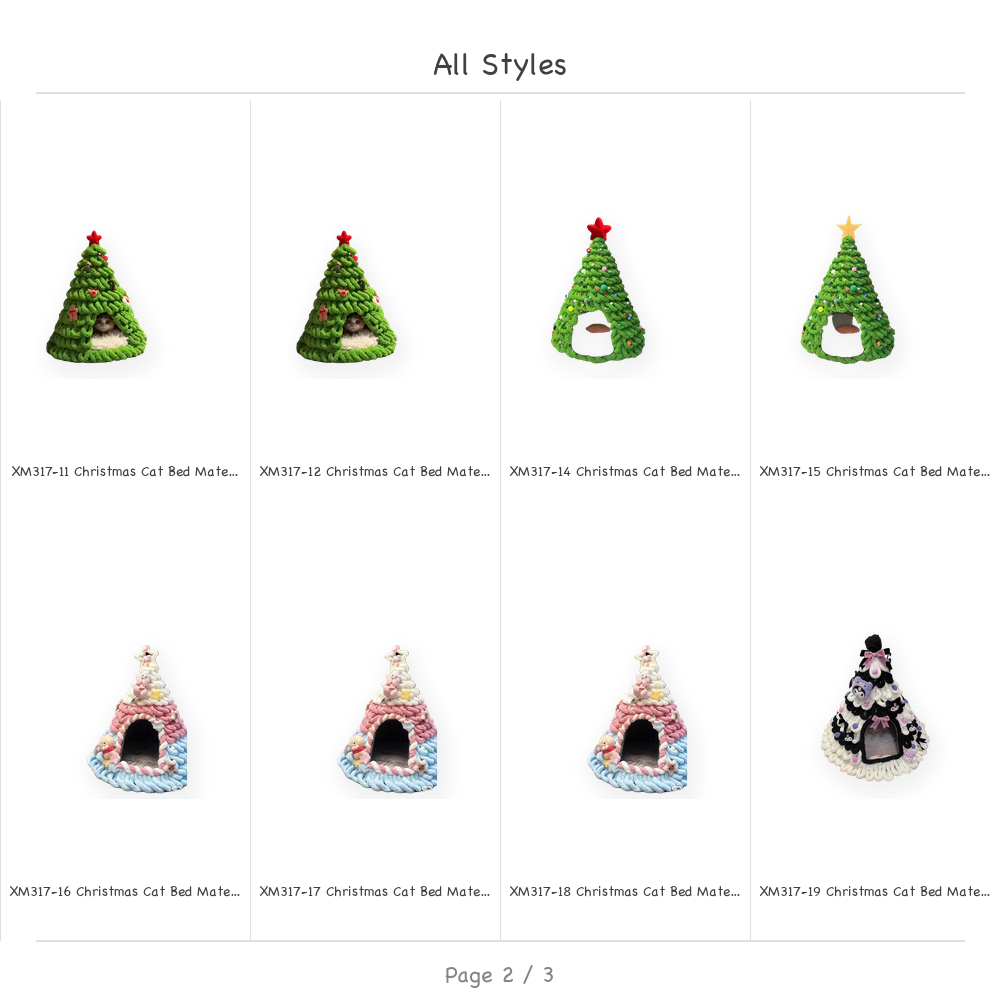 All Styles
XM317-11 Christmas Cat Bed Mate...
XM317-12 Christmas Cat Bed Mate...
XM317-14 Christmas Cat Bed Mate...
XM317-15 Christmas Cat Bed Mate...
XM317-16 Christmas Cat Bed Mate...
XM317-17 Christmas Cat Bed Mate...
XM317-18 Christmas Cat Bed Mate...
XM317-19 Christmas Cat Bed Mate...
Page 2 / 3